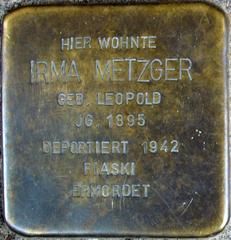 HIER WOHNTE
IRMA METZGER
GEB. LEOPOLD
JG. 1895
DEPORTIERT 1942
PIASKI
ERMORDET